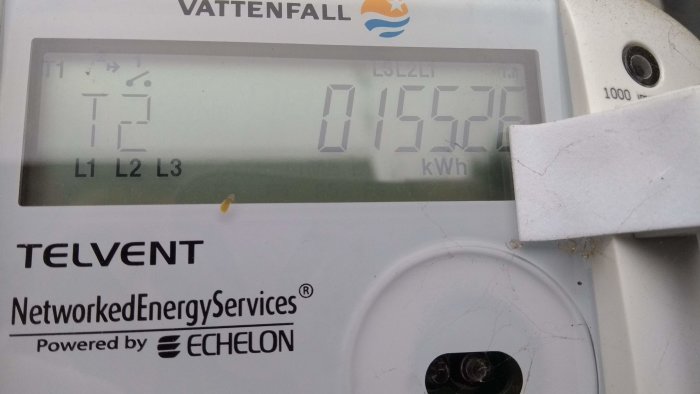 VATTENFALL
T1 L3L2L1
T2 015526
L1 L2 L3 kWh
1000
TELVENT
NetworkedEnergyServices®
Powered by ECHELON